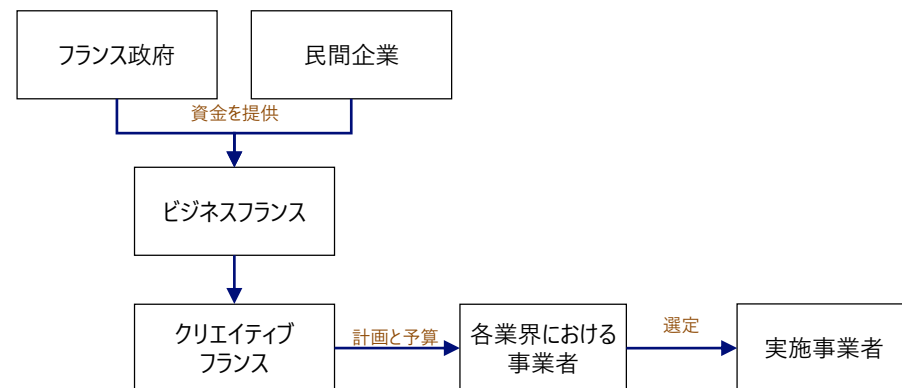 フランス政府
民間企業
資金を提供
ビジネスフランス
クリエイティブ
フランス
計画と予算
各業界における
事業者
選定
実施事業者